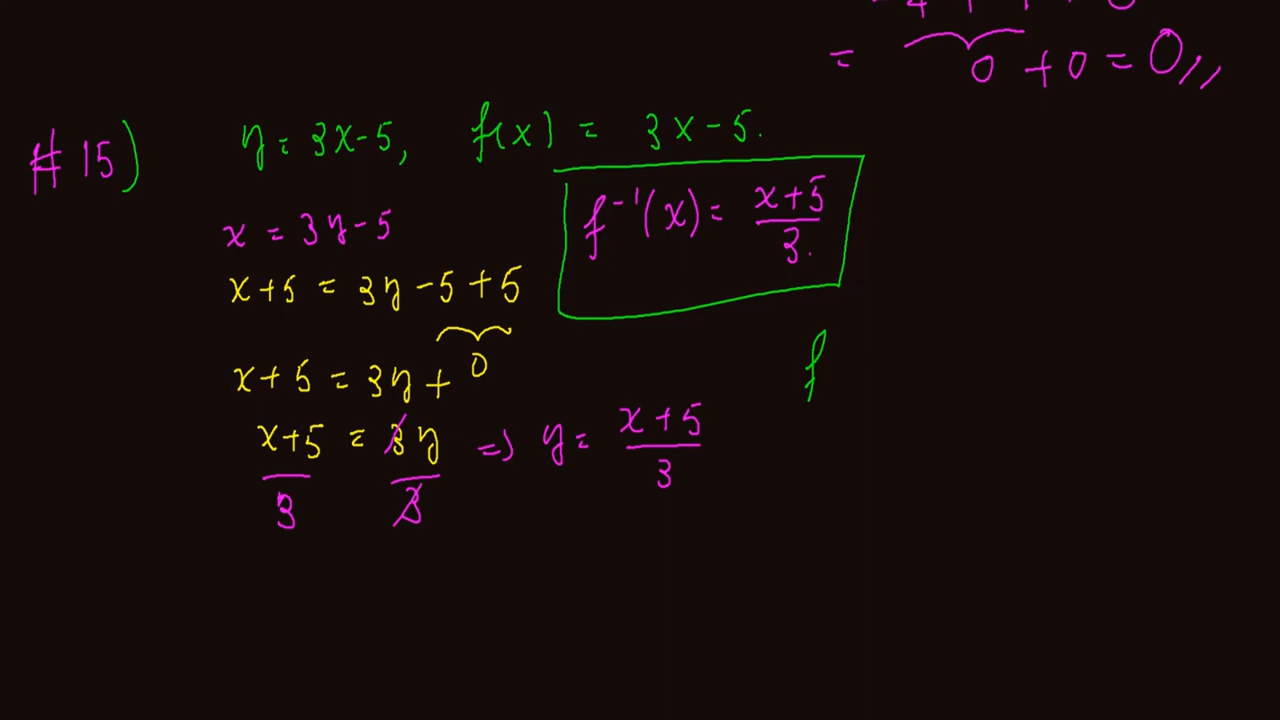 = 0 + 0 = 0,,
#15) y = 3x-5, f(x) = 3x-5.
x = 3y-5
f⁻¹(x) = (x+5)/3.
x+5 = 3y-5+5
0
x+5 = 3y+
f
x+5 = 3y => y = x+5
3 3 3